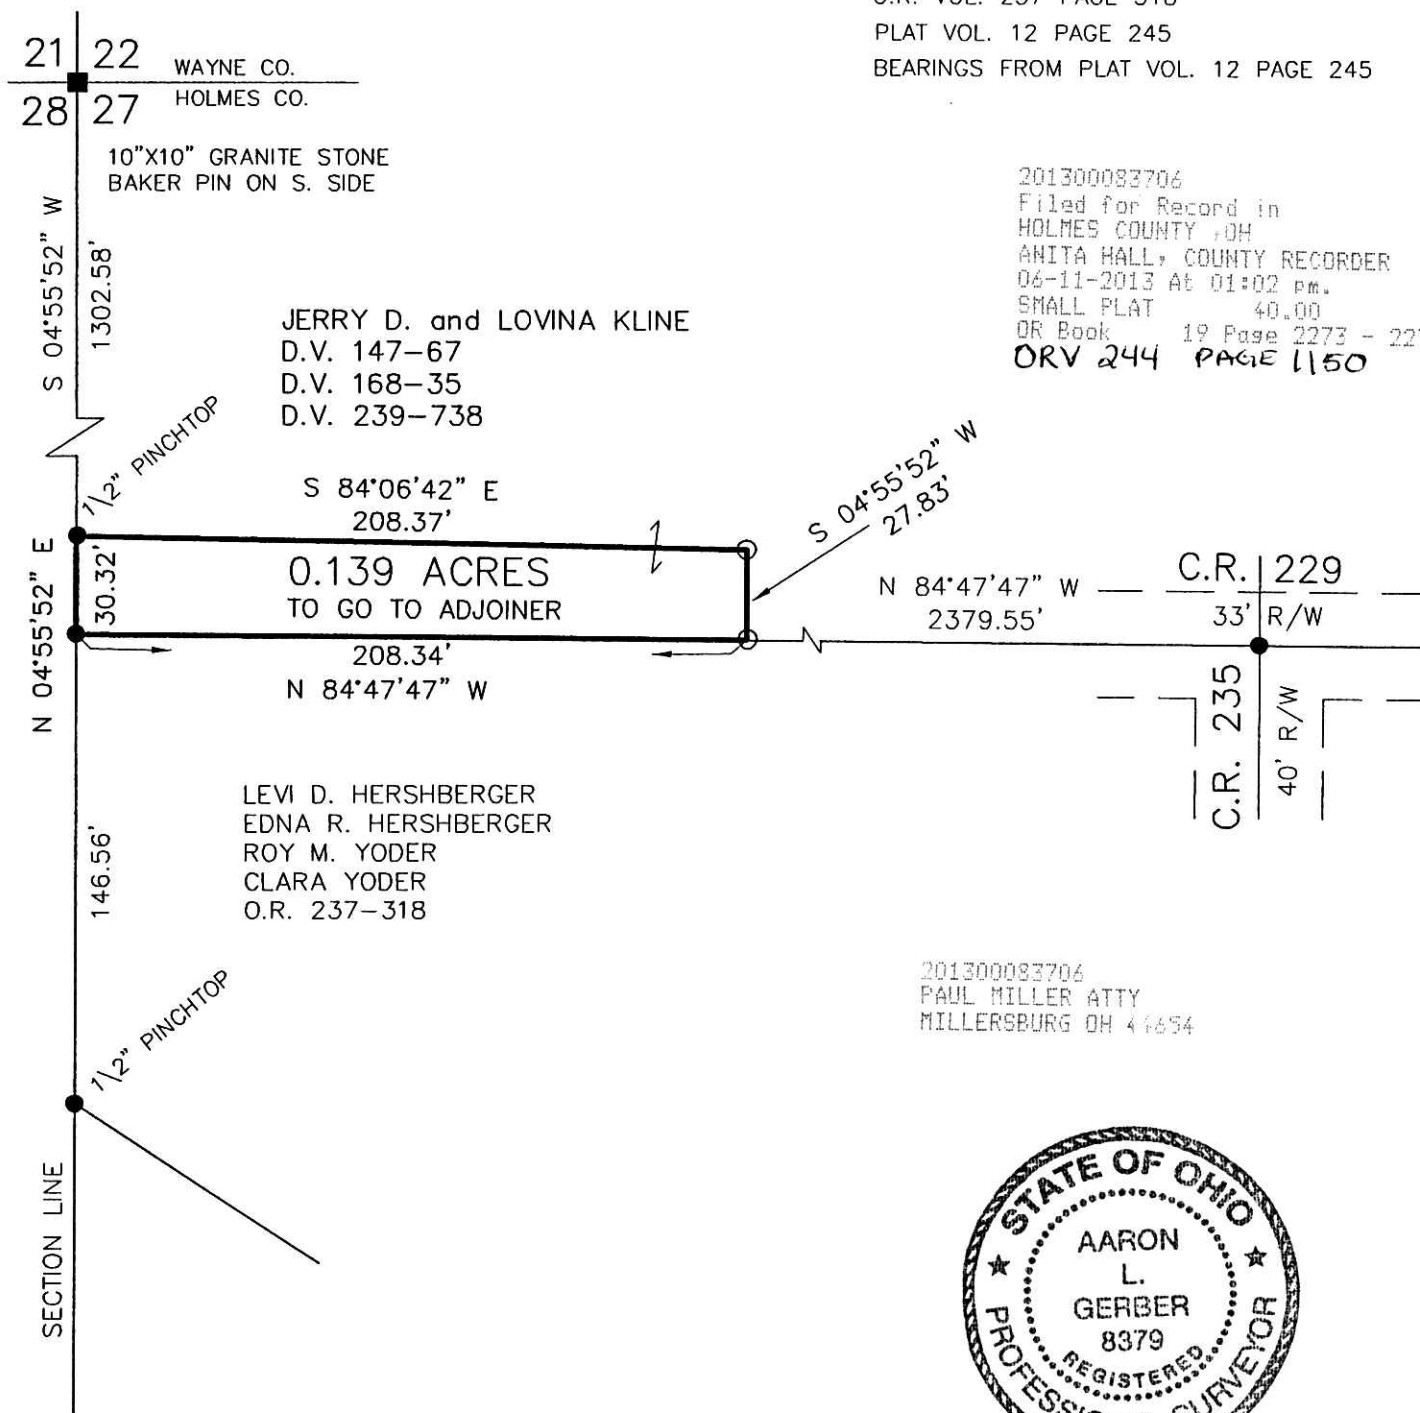 PLAT VOL. 12 PAGE 245
BEARINGS FROM PLAT VOL. 12 PAGE 245
21 22
WAYNE CO.
HOLMES CO.
28 27
10"X10" GRANITE STONE
BAKER PIN ON S. SIDE
S 04°55'52" W
1302.58'
201300083706
Filed for Record in
HOLMES COUNTY ,OH
ANITA HALL, COUNTY RECORDER
06-11-2013 At 01:02 pm.
SMALL PLAT 40.00
OR Book 19 Page 2273 -
ORV 244 PAGE 1150
JERRY D. and LOVINA KLINE
D.V. 147-67
D.V. 168-35
D.V. 239-738
1/2" PINCHTOP
S 84°06'42" E
208.37'
S 04°55'52" W
27.83'
N 04°55'52" E
30.32'
0.139 ACRES
TO GO TO ADJOINER
208.34'
N 84°47'47" W
N 84°47'47" W
2379.55'
C.R. 229
33' R/W
C.R. 235
40' R/W
LEVI D. HERSHBERGER
EDNA R. HERSHBERGER
ROY M. YODER
CLARA YODER
O.R. 237-318
146.56'
1/2" PINCHTOP
201300083706
PAUL MILLER ATTY
MILLERSBURG OH 44654
SECTION LINE
STATE OF OHIO
AARON
L.
GERBER
8379
REGISTERED
SURVEYOR